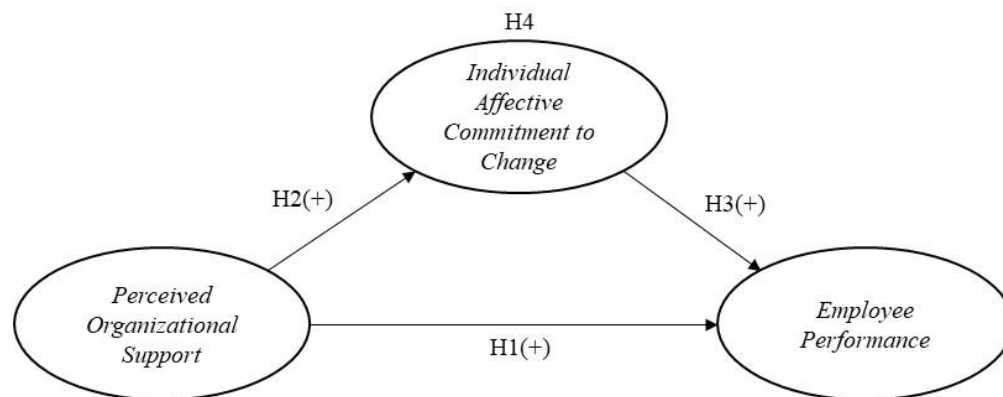 H4
Individual
Affective
Commitment to
Change
H2(+)
H3(+)
Perceived
Organizational
Support
H1(+)
Employee
Performance